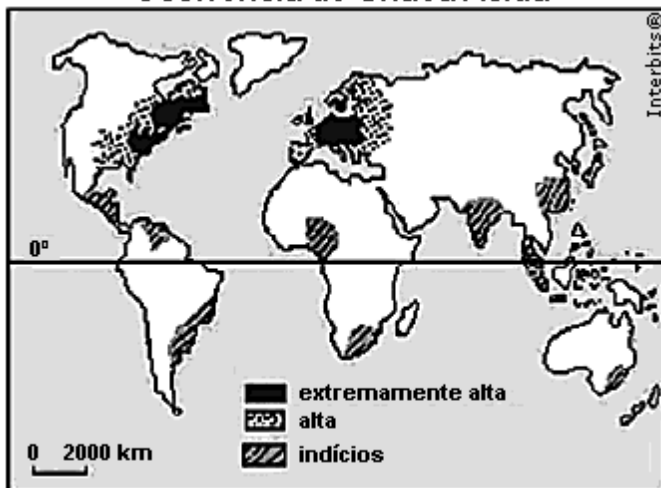 Interbits®
0°
extremamente alta
alta
indícios
0 2000 km